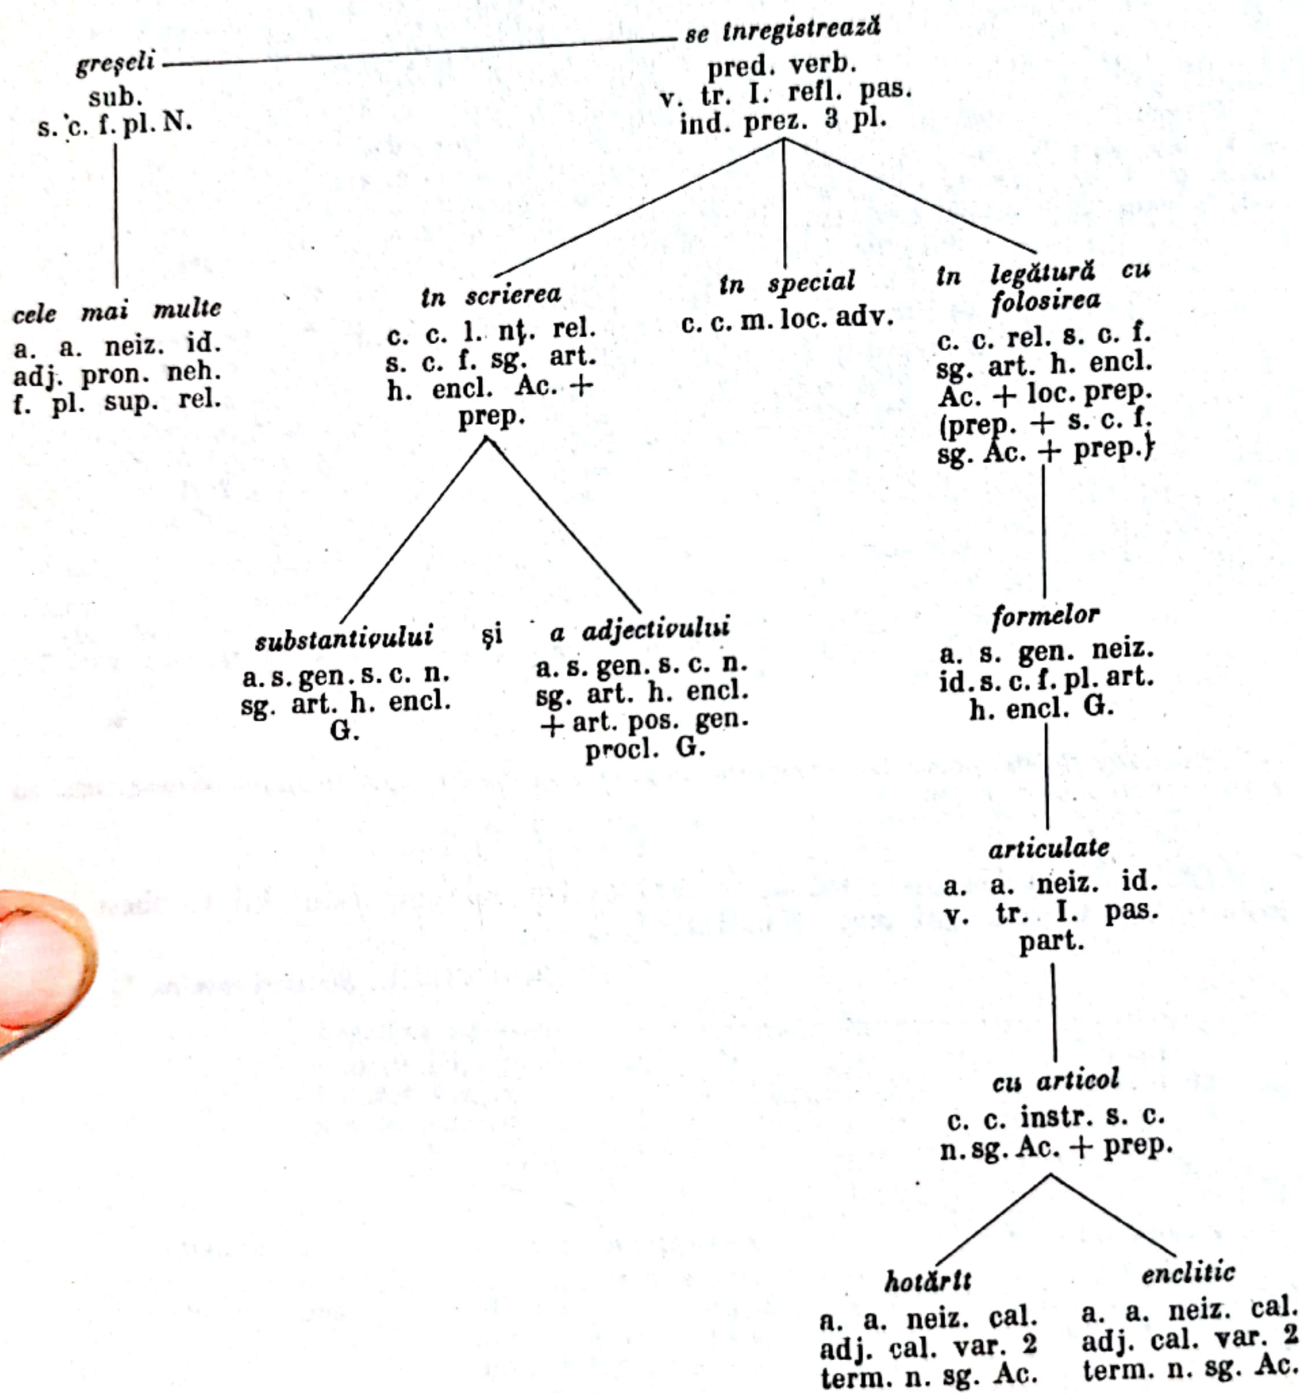 greşeli
sub.
s. c. f. pl. N.
se înregistrează
pred. verb.
v. tr. I. refl. pas.
ind. prez. 3 pl.
cele mai multe
a. a. neiz. id.
adj. pron. neh.
f. pl. sup. rel.
în scrierea
c. c. l. nţ. rel.
s. c. f. sg. art.
h. encl. Ac. +
prep.
în special
c. c. m. loc. adv.
în legătură cu
folosirea
c. c. rel. s. c. f.
sg. art. h. encl.
Ac. + loc. prep.
(prep. + s. c. f.
sg. Ac. + prep.)
substantivului
a. s. gen. s. c. n.
sg. art. h. encl.
G.
şi
a adjectivului
a. s. gen. s. c. n.
sg. art. h. encl.
+ art. pos. gen.
procl. G.
formelor
a. s. gen. neiz.
id. s. c. f. pl. art.
h. encl. G.
articulate
a. a. neiz. id.
v. tr. I. pas.
part.
cu articol
c. c. instr. s. c.
n. sg. Ac. + prep.
hotărît
a. a. neiz. cal.
adj. cal. var. 2
term. n. sg. Ac.
enclitic
a. a. neiz. cal.
adj. cal. var. 2
term. n. sg. Ac.